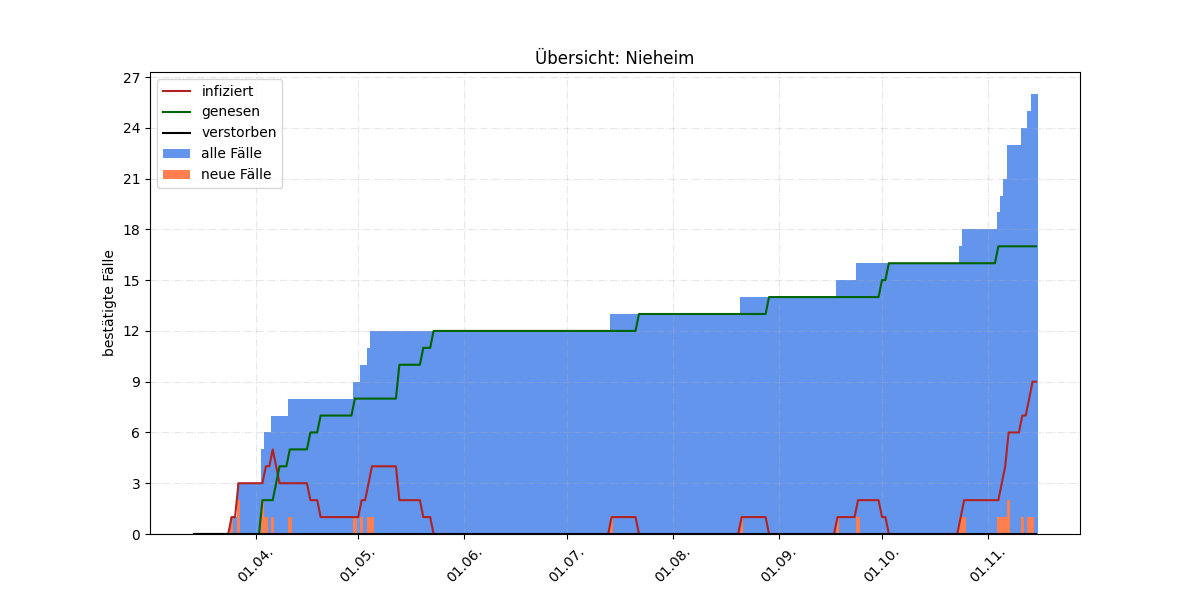 Übersicht: Nieheim
infiziert
genesen
verstorben
alle Fälle
neue Fälle
bestätigte Fälle
27
24
21
18
15
12
9
6
3
0
01.04.
01.05.
01.06.
01.07.
01.08.
01.09.
01.10.
01.11.